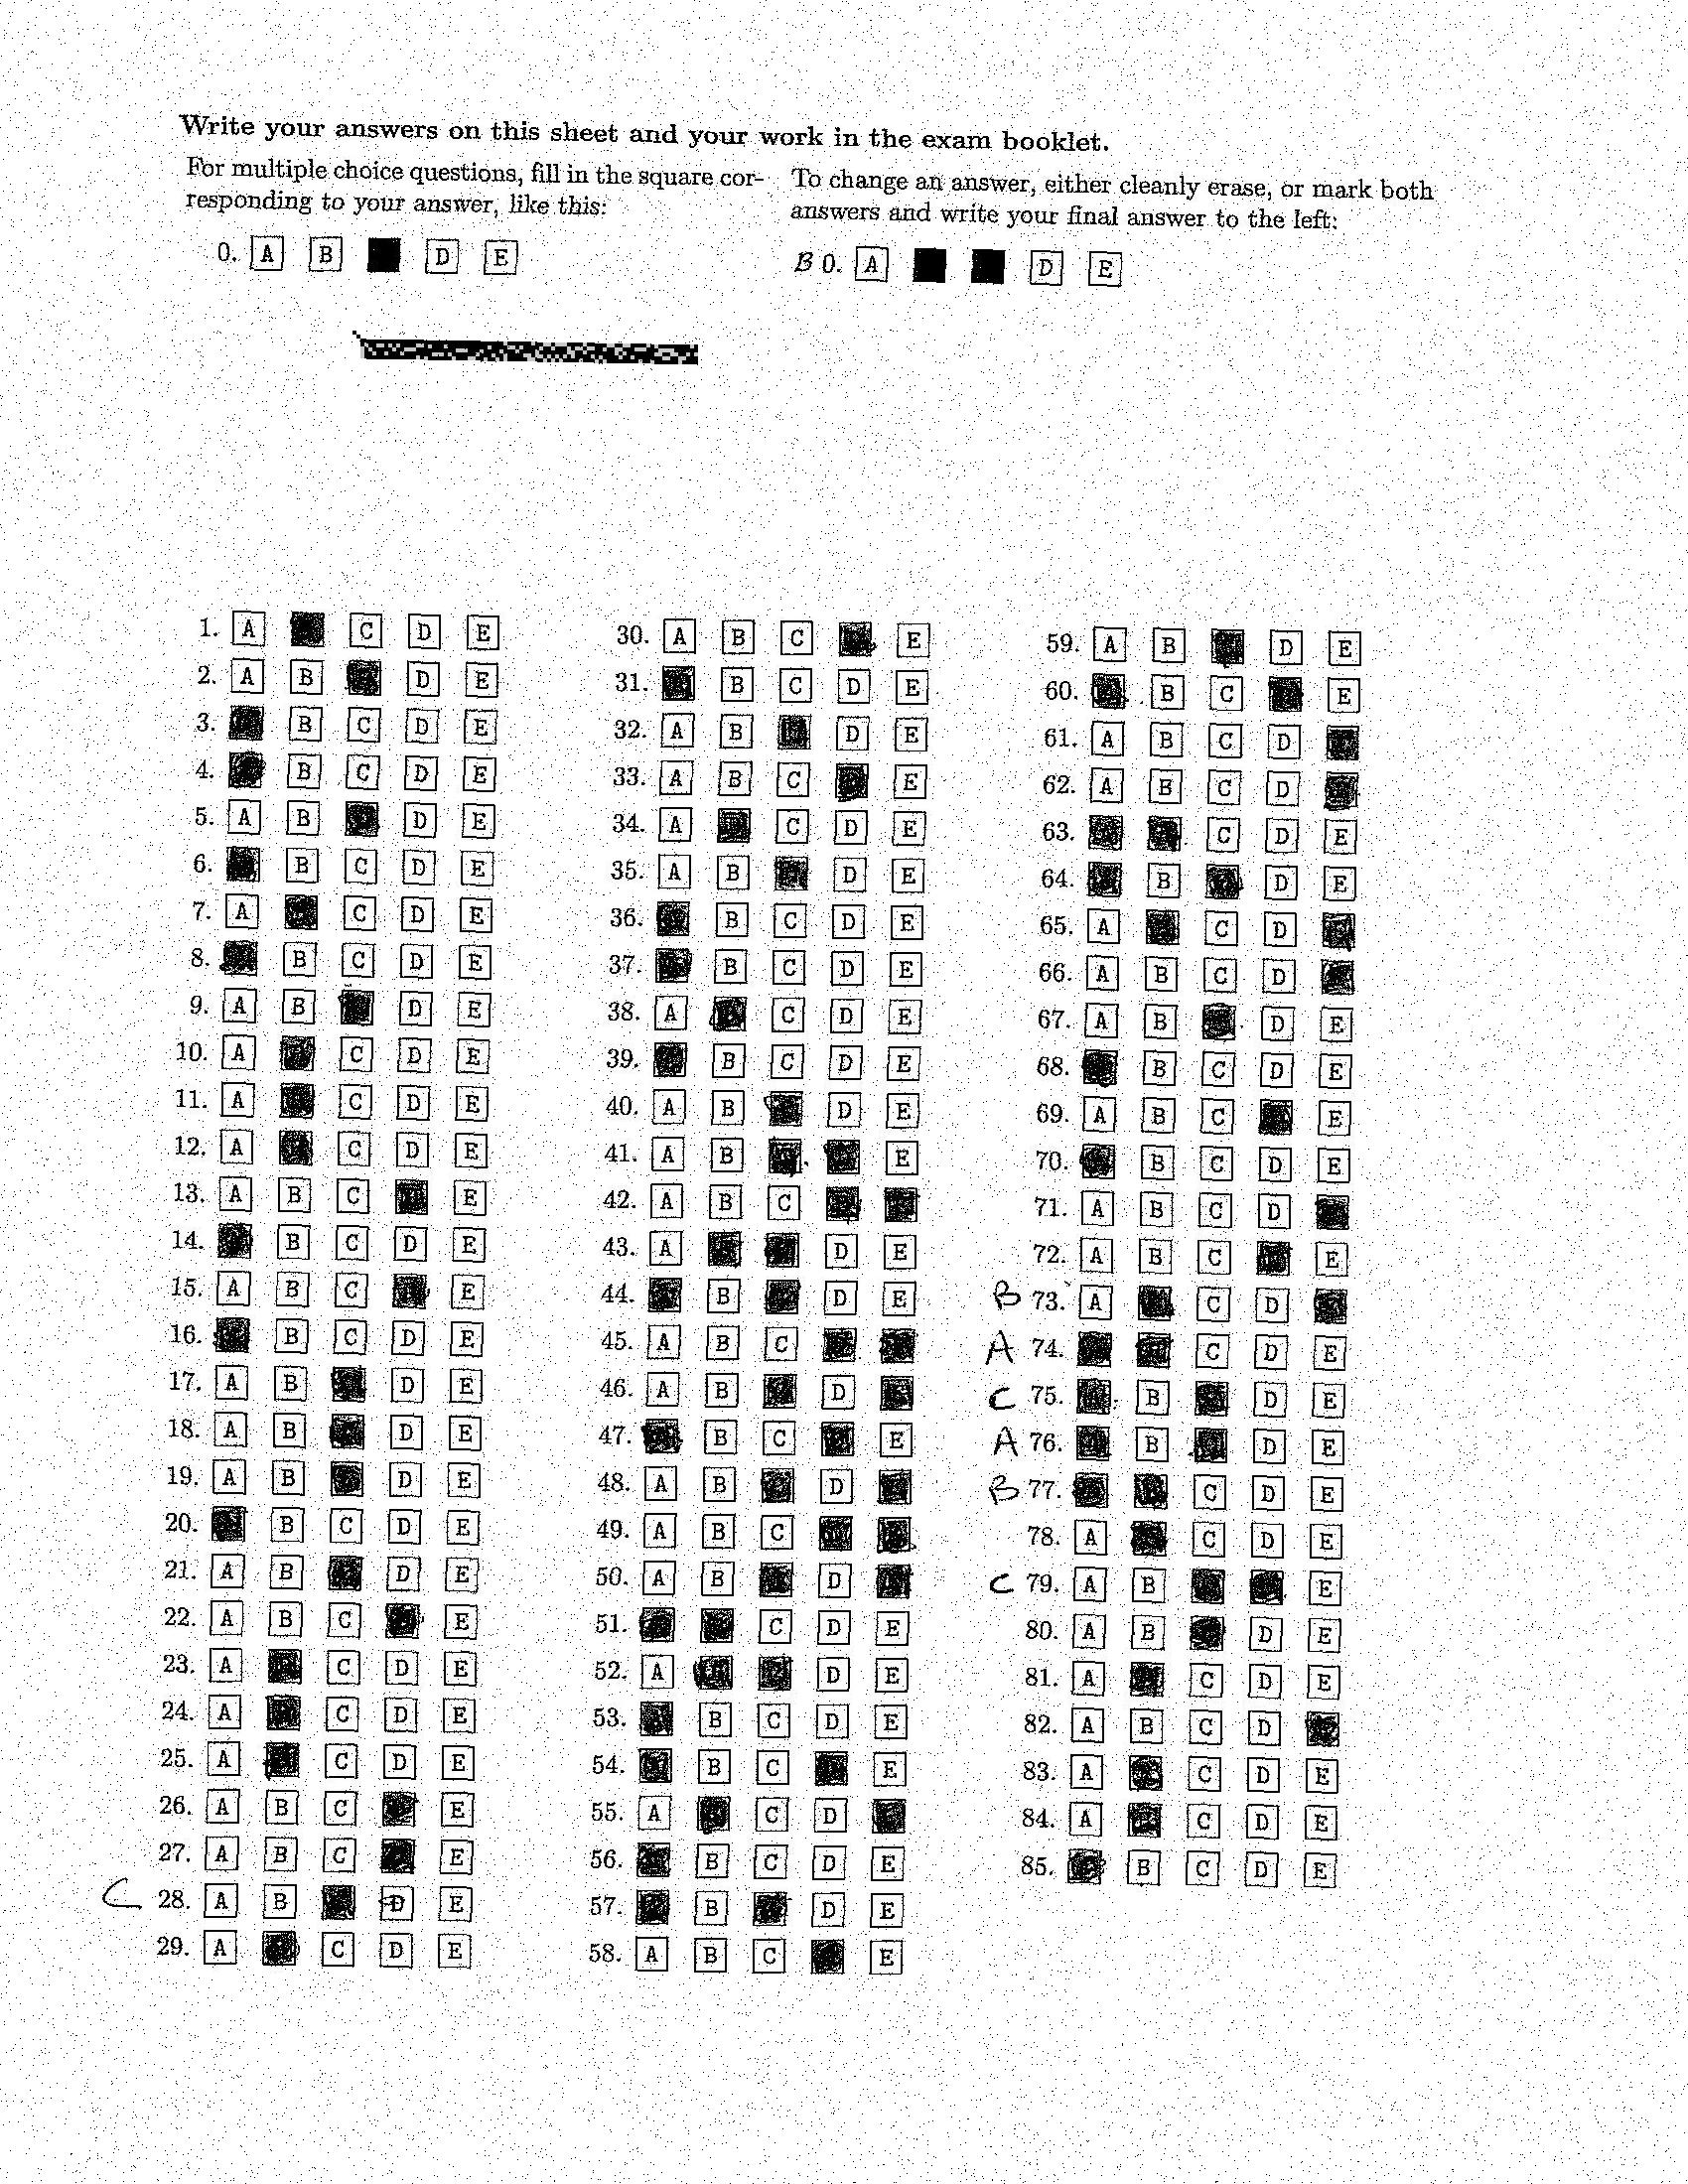 Write your answers on this sheet and your work in the exam booklet.
For multiple choice questions, fill in the square cor-
responding to your answer, like this:
To change an answer, either cleanly erase, or mark both
answers and write your final answer to the left:
0. A B D E
B 0. A D E
1. A C D E
2. A B D E
3. B C D E
4. B C D E
5. A B D E
6. B C D E
7. A C D E
8. B C D E
9. A B D E
10. A C D E
11. A C D E
12. A C D E
13. A B C E
14. B C D E
15. A B C E
16. B C D E
17. A B D E
18. A B D E
19. A B D E
20. B C D E
21. A B D E
22. A B C E
23. A C D E
24. A C D E
25. A C D E
26. A B C E
27. A B C E
C 28. A B D E
29. A C D E
30. A B C E
31. B C D E
32. A B D E
33. A B C E
34. A C D E
35. A B D E
36. B C D E
37. B C D E
38. A C D E
39. B C D E
40. A B D E
41. A B E
42. A B C
43. A D E
44. B D E
45. A B C
46. A B D
47. B C E
48. A B D
49. A B C
50. A B D
51. C D E
52. A D E
53. B C D E
54. B C E
55. A C D
56. B C D E
57. B D E
58. A B C E
59. A B D E
60. B C E
61. A B C D
62. A B C D
63. C D E
64. B D E
65. A C D
66. A B C D
67. A B D E
68. B C D E
69. A B C E
70. B C D E
71. A B C D
72. A B C E
B 73. A C D
A 74. C D E
C 75. B D E
A 76. B D E
B 77. C D E
78. A C D E
C 79. A B E
80. A B D E
81. A C D E
82. A B C D
83. A C D E
84. A C D E
85. B C D E